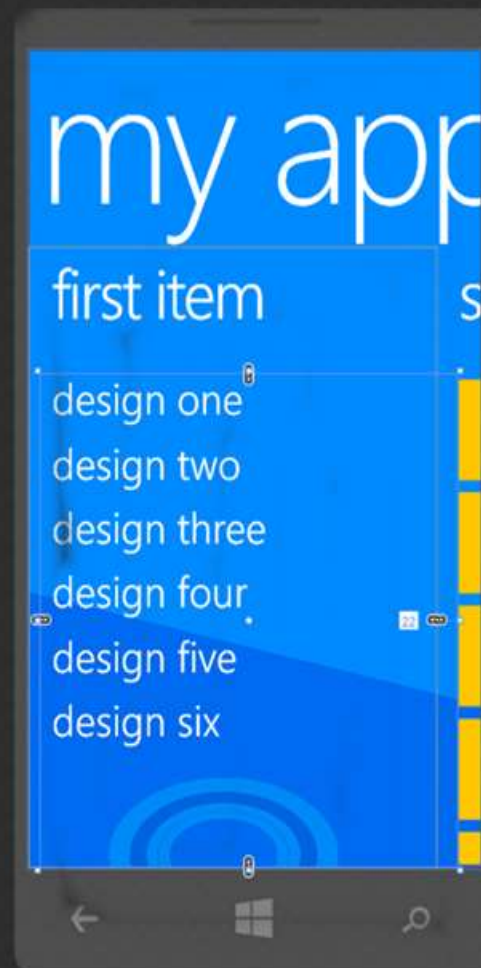 my app
first item
s
design one
design two
design three
design four
22
design five
design six